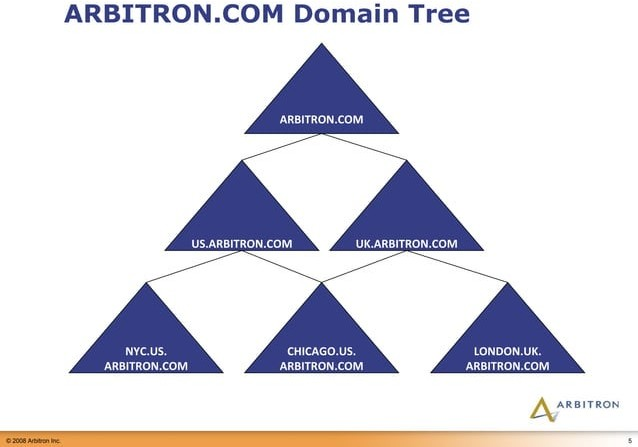 ARBITRON.COM Domain Tree
ARBITRON.COM
US.ARBITRON.COM
UK.ARBITRON.COM
NYC.US.
ARBITRON.COM
CHICAGO.US.
ARBITRON.COM
LONDON.UK.
ARBITRON.COM
ARBITRON
© 2008 Arbitron Inc.
5